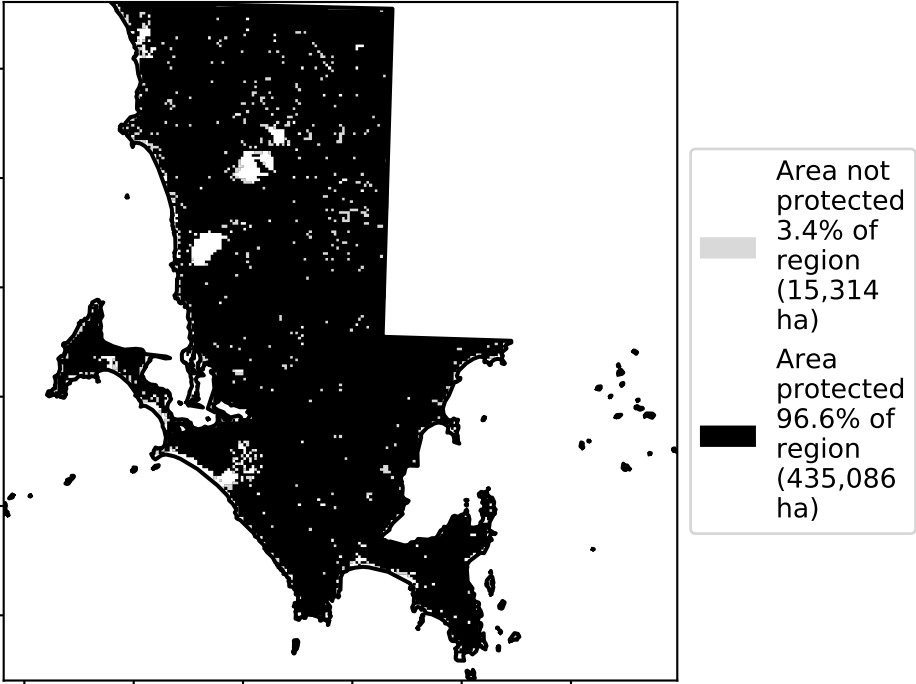 Area not
protected
3.4% of
region
(15,314
ha)
Area
protected
96.6% of
region
(435,086
ha)